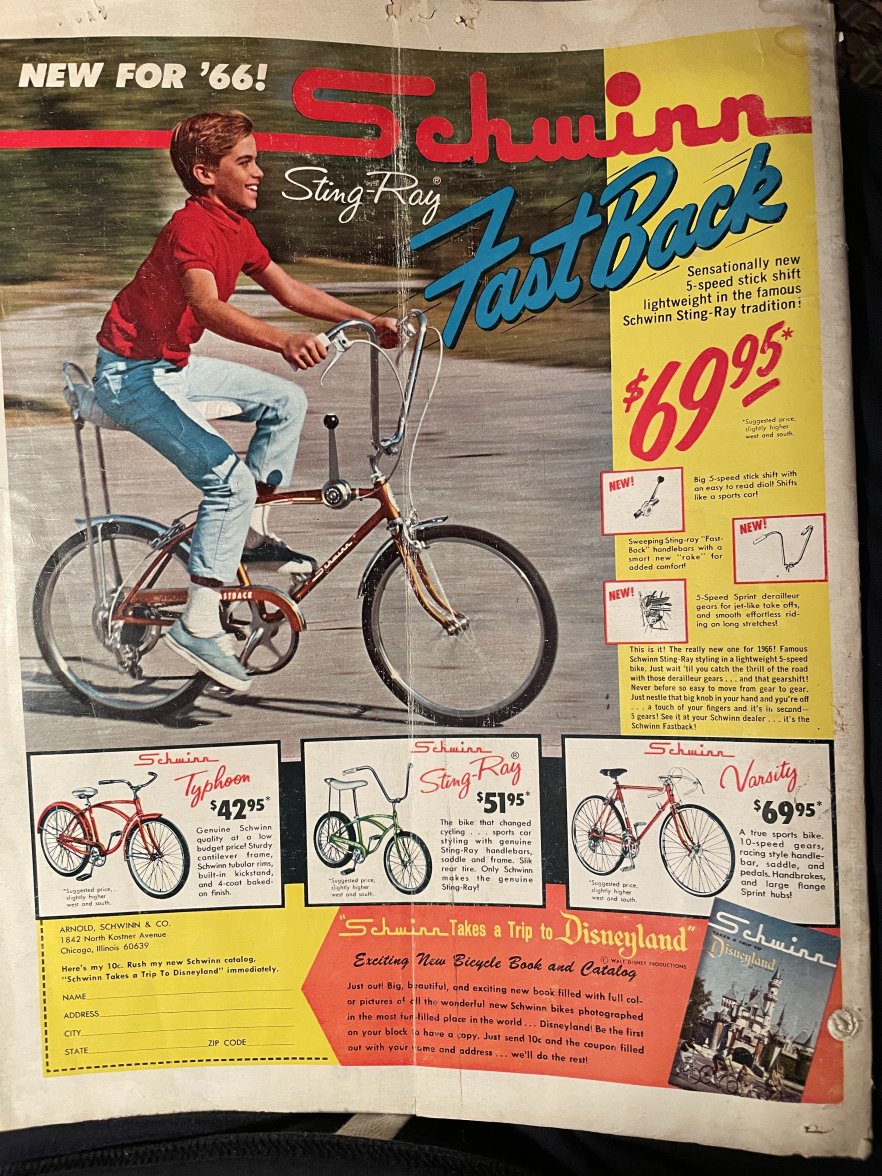 NEW FOR '66!
Schwinn
Sting-Ray®
FastBack
Sensationally new
5-speed stick shift
lightweight in the famous
Schwinn Sting-Ray tradition!
$69.95*
*Suggested price,
slightly higher
west and south.
NEW!
Big 5-speed stick shift with
an easy to read dial! Shifts
like a sports car!
Sweeping Sting-ray "Fast-
Back" handlebars with a
smart new "rake" for
added comfort!
NEW!
NEW!
5-Speed Sprint derailleur
gears for jet-like take offs,
and smooth effortless rid-
ing on long stretches!
This is it! The really new one for 1966! Famous
Schwinn Sting-Ray styling in a lightweight 5-speed
bike. Just wait 'til you catch the thrill of the road
with those derailleur gears . . . and that gearshift!
Never before so easy to move from gear to gear.
Just nestle that big knob in your hand and you're off
. . . a touch of your fingers and it's in second—
5 gears! See it at your Schwinn dealer . . . it's the
Schwinn Fastback!
Schwinn
FASTBACK
Schwinn
Typhoon
$42.95*
Genuine Schwinn
quality at a low
budget price! Sturdy
cantilever frame,
Schwinn tubular rims,
built-in kickstand,
and 4-coat baked-
on finish.
*Suggested price,
slightly higher
west and south.
Schwinn
Sting-Ray®
$51.95*
The bike that changed
cycling . . . sports car
styling with genuine
Sting-Ray handlebars,
saddle and frame. Slik
rear tire. Only Schwinn
makes the genuine
Sting-Ray!
*Suggested price,
slightly higher
west and south.
Schwinn
Varsity
$69.95*
A true sports bike.
10-speed gears,
racing style handle-
bar, saddle, and
pedals. Handbrakes,
and large flange
Sprint hubs!
*Suggested price,
slightly higher
west and south.
ARNOLD, SCHWINN & CO.
1842 North Kostner Avenue
Chicago, Illinois 60639
Here's my 10c. Rush my new Schwinn catalog,
"Schwinn Takes a Trip To Disneyland" immediately.
NAME
ADDRESS
CITY
STATE ZIP CODE
"Schwinn Takes a Trip to Disneyland"
© WALT DISNEY PRODUCTIONS
Exciting New Bicycle Book and Catalog
Just out! Big, beautiful, and exciting new book filled with full col-
or pictures of all the wonderful new Schwinn bikes photographed
in the most fun-filled place in the world . . . Disneyland! Be the first
on your block to have a copy. Just send 10c and the coupon filled
out with your name and address . . . we'll do the rest!
Schwinn
TAKES A TRIP TO
Disneyland